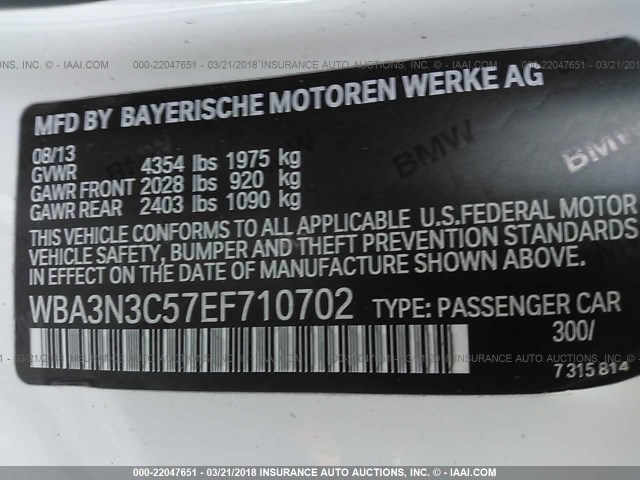 000-22047651 - 03/21/2018 INSURANCE AUTO AUCTIONS, INC. - © IAAI.COM
MFD BY BAYERISCHE MOTOREN WERKE AG
08/13
GVWR 4354 lbs 1975 kg
GAWR FRONT 2028 lbs 920 kg
GAWR REAR 2403 lbs 1090 kg
BMW
BMW
THIS VEHICLE CONFORMS TO ALL APPLICABLE U.S.FEDERAL MOTOR
VEHICLE SAFETY, BUMPER AND THEFT PREVENTION STANDARDS
IN EFFECT ON THE DATE OF MANUFACTURE SHOWN ABOVE.
WBA3N3C57EF710702 TYPE: PASSENGER CAR
300/
7 315 814
000-22047651 - 03/21/2018 INSURANCE AUTO AUCTIONS, INC. - © IAAI.COM